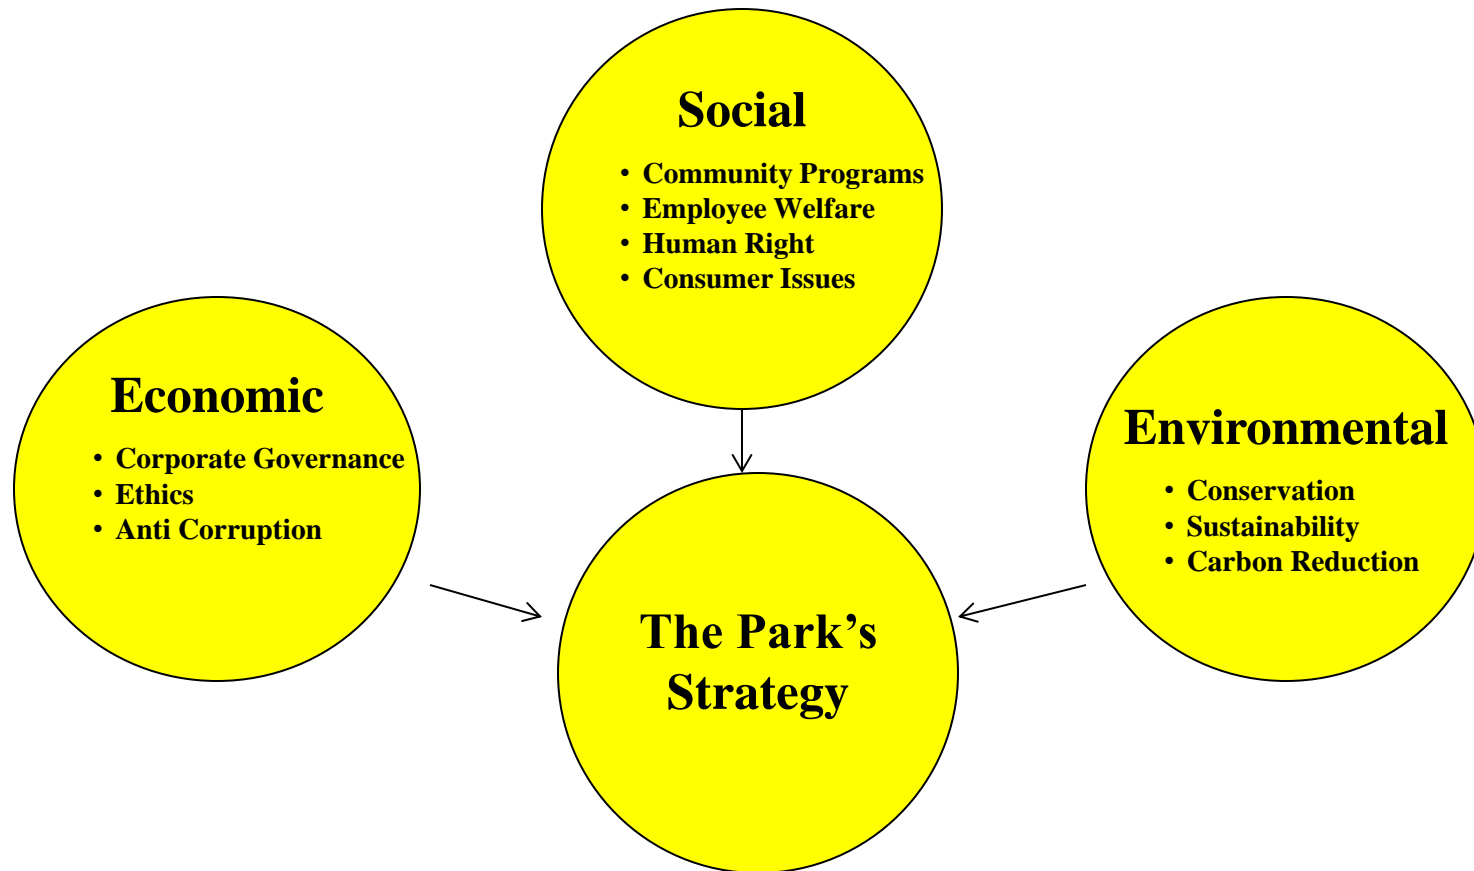 Social
• Community Programs
• Employee Welfare
• Human Right
• Consumer Issues
Economic
• Corporate Governance
• Ethics
• Anti Corruption
Environmental
• Conservation
• Sustainability
• Carbon Reduction
The Park’s
Strategy